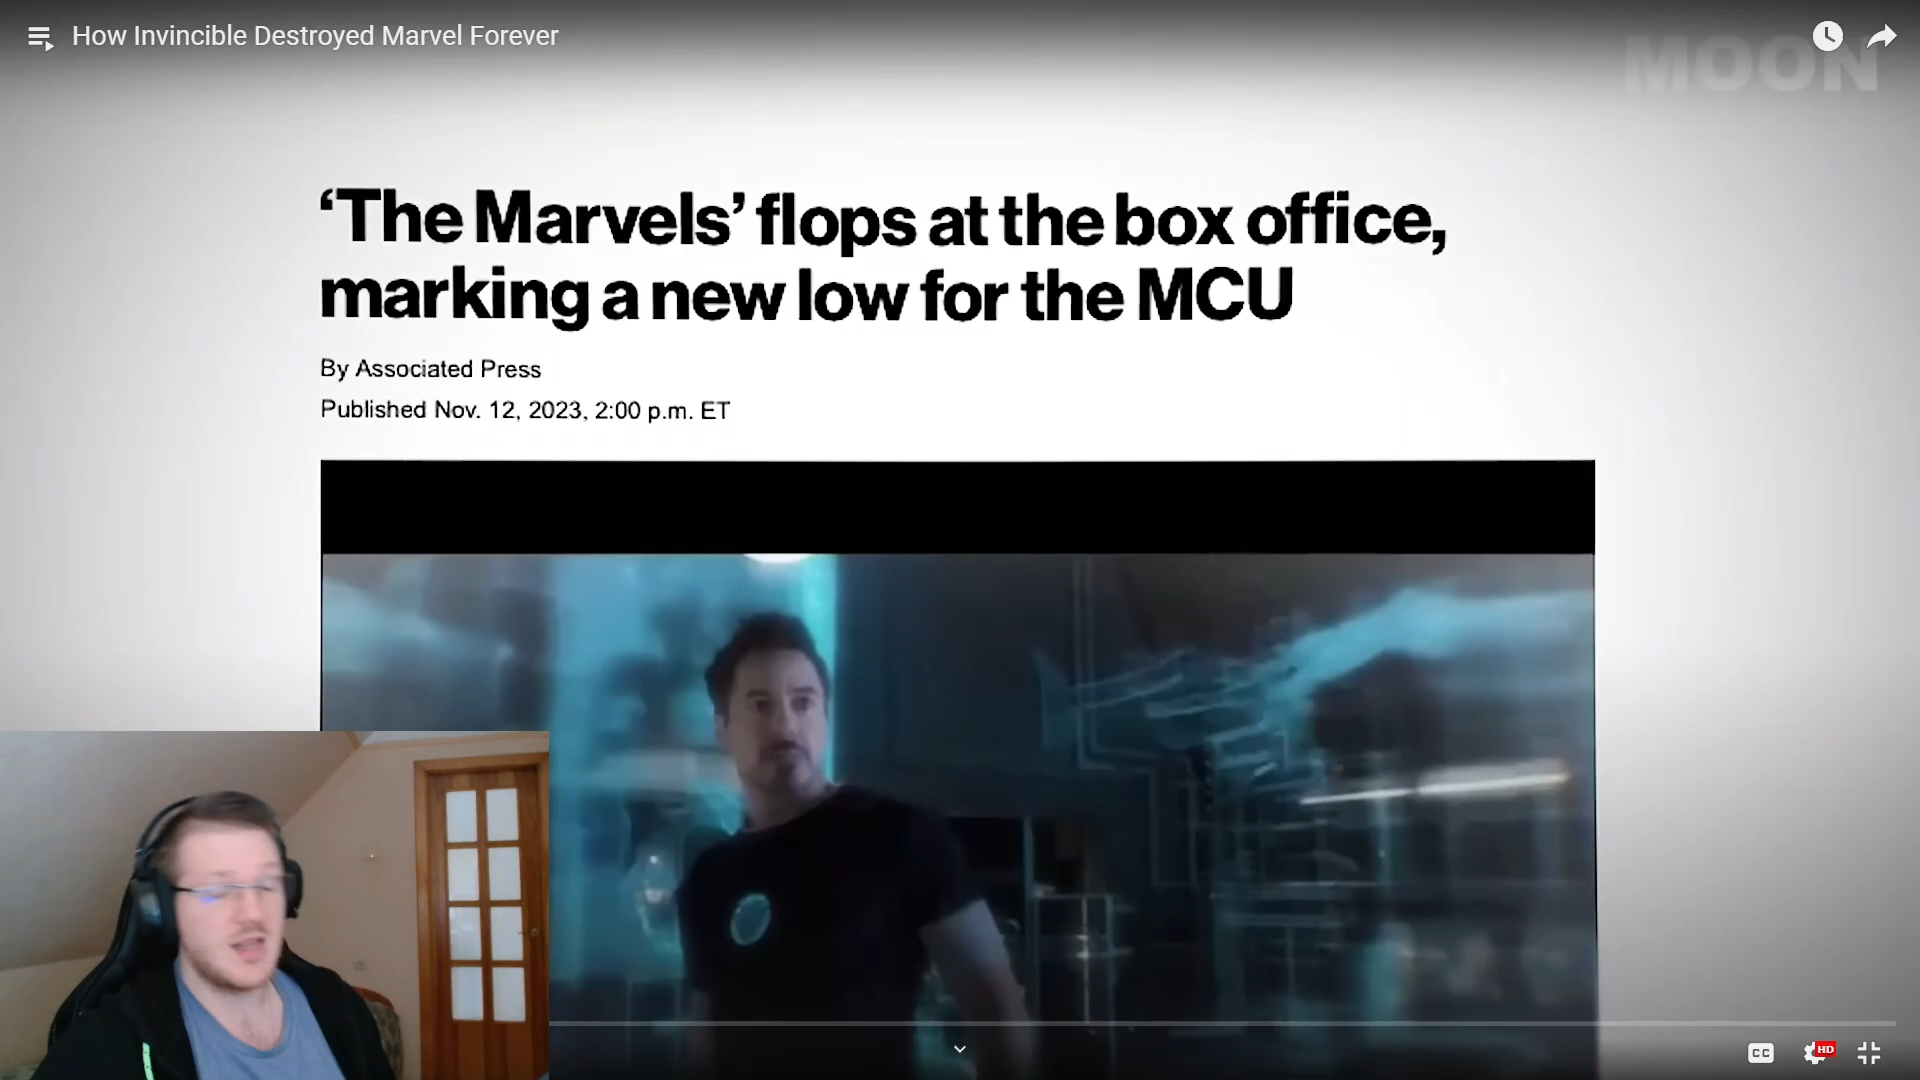 How Invincible Destroyed Marvel Forever
MOON
‘The Marvels’ flops at the box office,
marking a new low for the MCU
By Associated Press
Published Nov. 12, 2023, 2:00 p.m. ET
CC
HD